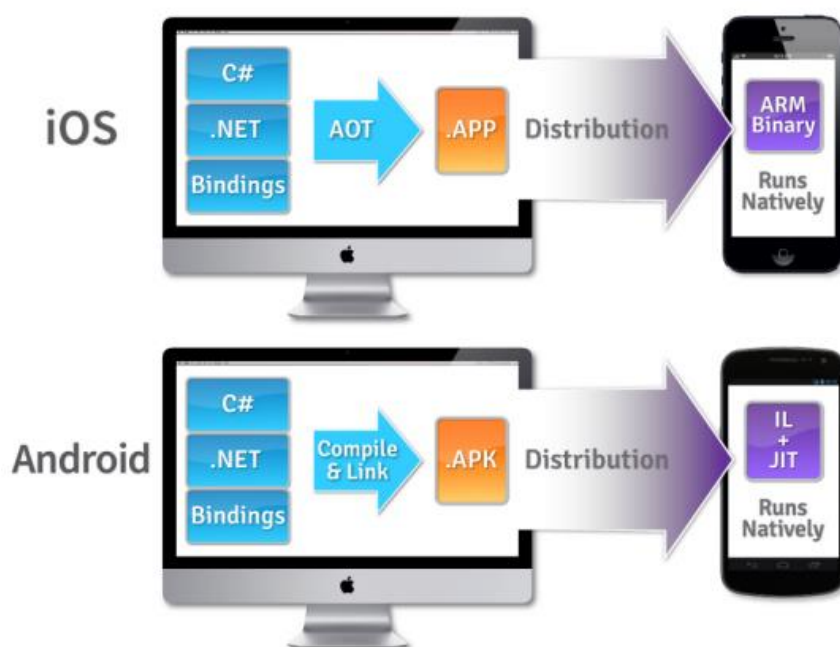 iOS
C#
.NET
Bindings
AOT
.APP
Distribution
ARM
Binary
Runs
Natively
Android
C#
.NET
Bindings
Compile
& Link
.APK
Distribution
IL
+
JIT
Runs
Natively